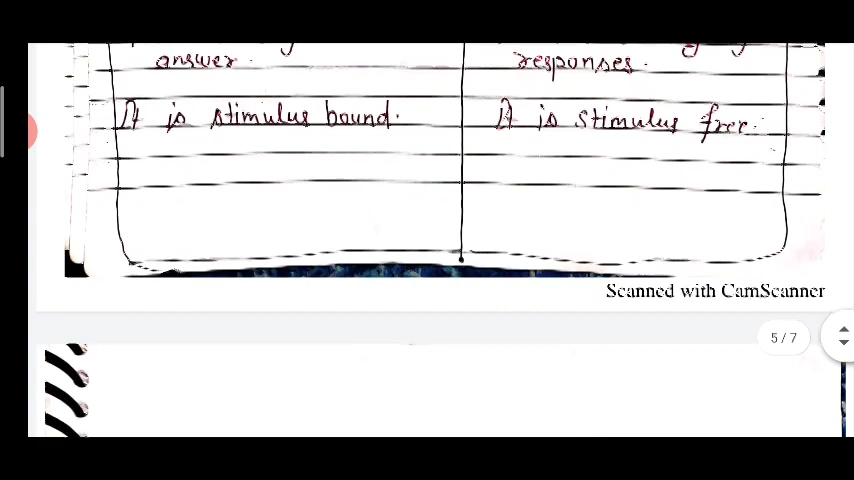 answer.
responses.
It is stimulus bound.
It is stimulus free.
Scanned with CamScanner
5/7